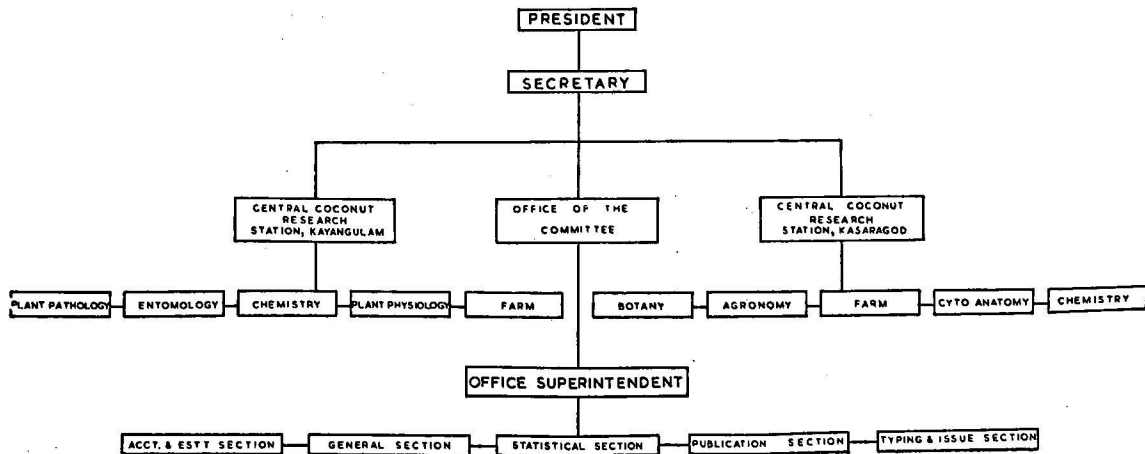 PRESIDENT
SECRETARY
CENTRAL COCONUT
RESEARCH
STATION, KAYANGULAM
OFFICE OF THE
COMMITTEE
CENTRAL COCONUT
RESEARCH
STATION, KASARAGOD
PLANT PATHOLOGY
ENTOMOLOGY
CHEMISTRY
PLANT PHYSIOLOGY
FARM
BOTANY
AGRONOMY
FARM
CYTO ANATOMY
CHEMISTRY
OFFICE SUPERINTENDENT
ACCT. & ESTT SECTION
GENERAL SECTION
STATISTICAL SECTION
PUBLICATION SECTION
TYPING & ISSUE SECTION